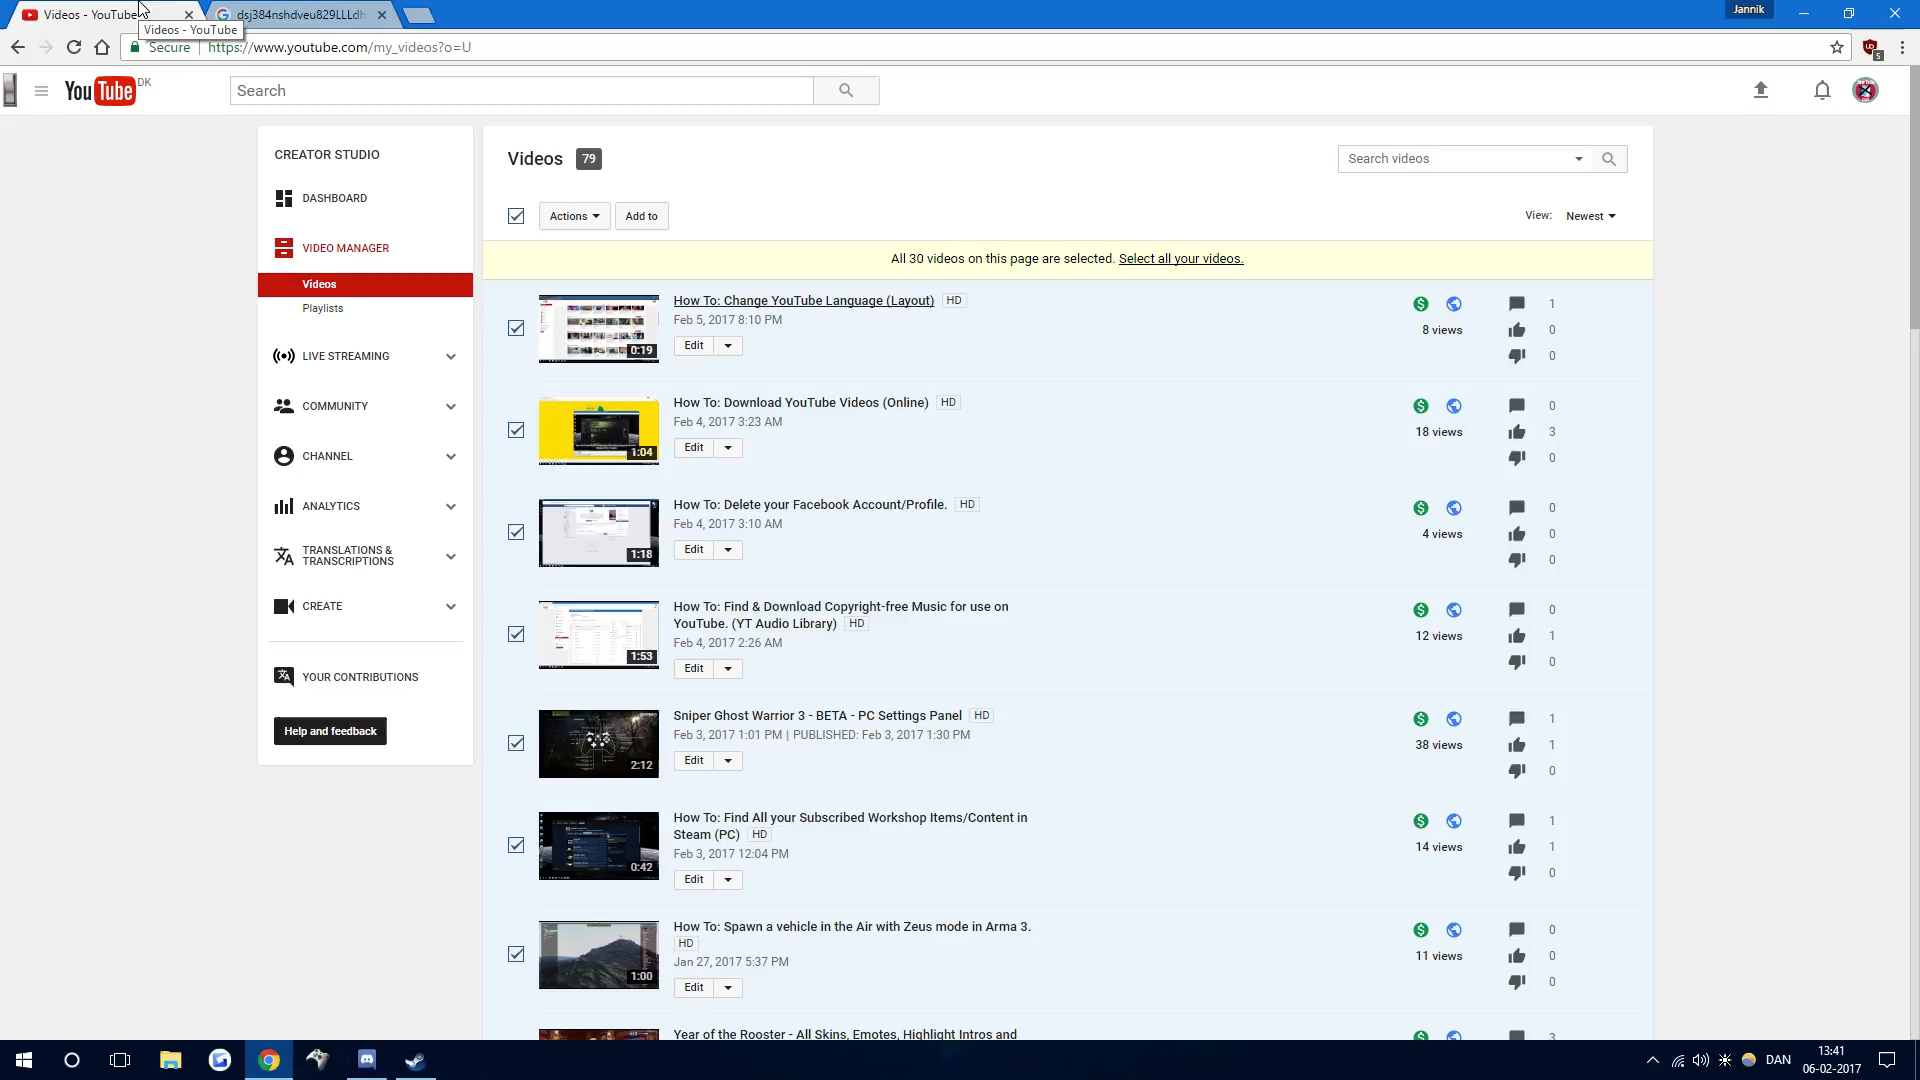 Videos - YouTube
dsj384nshdveu829LLLdh
Jannik
Videos - YouTube
Secure
https://www.youtube.com/my_videos?o=U
5
YouTube DK
Search
CREATOR STUDIO
DASHBOARD
VIDEO MANAGER
Videos
Playlists
LIVE STREAMING
COMMUNITY
CHANNEL
ANALYTICS
TRANSLATIONS &
TRANSCRIPTIONS
CREATE
YOUR CONTRIBUTIONS
Help and feedback
Videos 79
Search videos
Actions
Add to
View: Newest
All 30 videos on this page are selected. Select all your videos.
How To: Change YouTube Language (Layout) HD
Feb 5, 2017 8:10 PM
Edit
0:19
8 views
1
0
0
How To: Download YouTube Videos (Online) HD
Feb 4, 2017 3:23 AM
Edit
1:04
18 views
0
3
0
How To: Delete your Facebook Account/Profile. HD
Feb 4, 2017 3:10 AM
Edit
1:18
4 views
0
0
0
How To: Find & Download Copyright-free Music for use on
YouTube. (YT Audio Library) HD
Feb 4, 2017 2:26 AM
Edit
1:53
12 views
0
1
0
Sniper Ghost Warrior 3 - BETA - PC Settings Panel HD
Feb 3, 2017 1:01 PM | PUBLISHED: Feb 3, 2017 1:30 PM
Edit
2:12
38 views
1
1
0
How To: Find All your Subscribed Workshop Items/Content in
Steam (PC) HD
Feb 3, 2017 12:04 PM
Edit
0:42
14 views
1
1
0
How To: Spawn a vehicle in the Air with Zeus mode in Arma 3.
HD
Jan 27, 2017 5:37 PM
Edit
1:00
11 views
0
0
0
Year of the Rooster - All Skins, Emotes, Highlight Intros and
3
DAN
13:41
06-02-2017